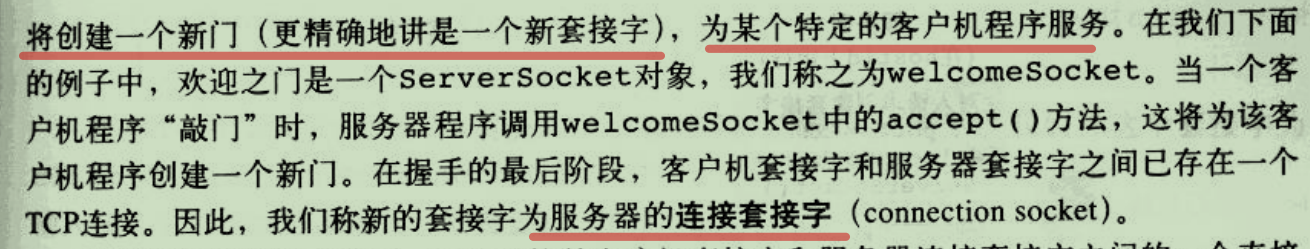 将创建一个新门（更精确地讲是一个新套接字），为某个特定的客户机程序服务。在我们下面
的例子中，欢迎之门是一个ServerSocket对象，我们称之为welcomeSocket。当一个客
户机程序“敲门”时，服务器程序调用welcomeSocket中的accept()方法，这将为该客
户机程序创建一个新门。在握手的最后阶段，客户机套接字和服务器套接字之间已存在一个
TCP连接。因此，我们称新的套接字为服务器的连接套接字（connection socket）。